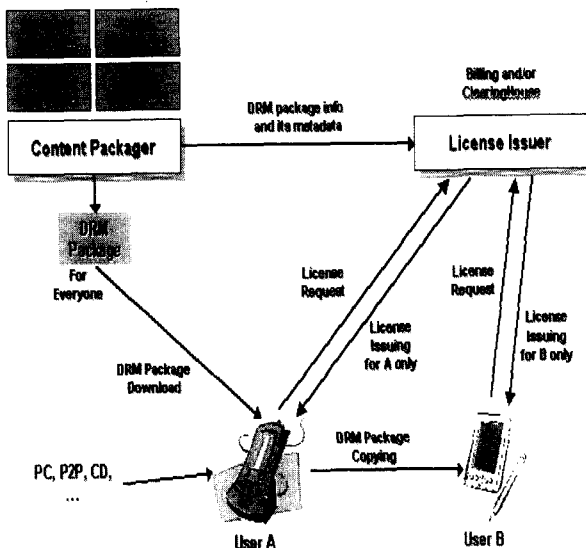 Billing and/or
ClearingHouse
DRM package info
and its metadata
Content Packager
License Issuer
DRM
Package
For
Everyone
License
Request
License
Request
License
Issuing
for A only
License
Issuing
for B only
DRM Package
Download
DRM Package
Copying
PC, P2P, CD,
...
User A
User B